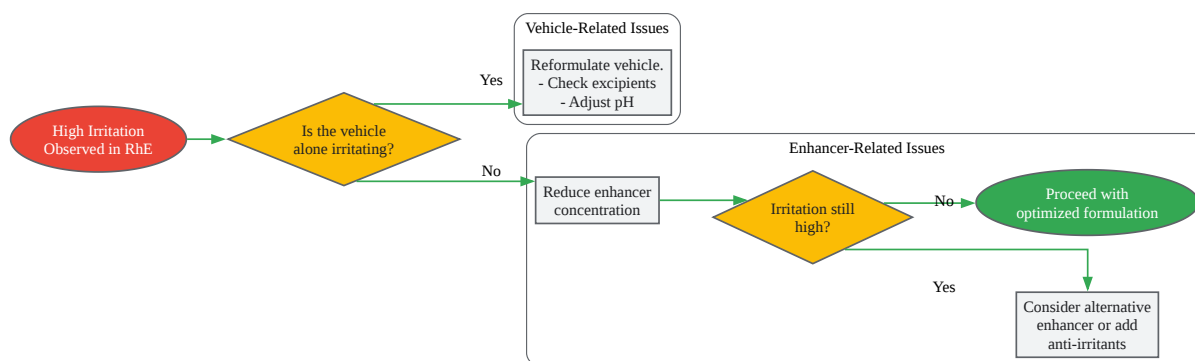 Vehicle-Related Issues
Reformulate vehicle.
- Check excipients
- Adjust pH
Yes
High Irritation
Observed in RhE
Is the vehicle
alone irritating?
No
Enhancer-Related Issues
Reduce enhancer
concentration
Irritation still
high?
No
Proceed with
optimized formulation
Yes
Consider alternative
enhancer or add
anti-irritants